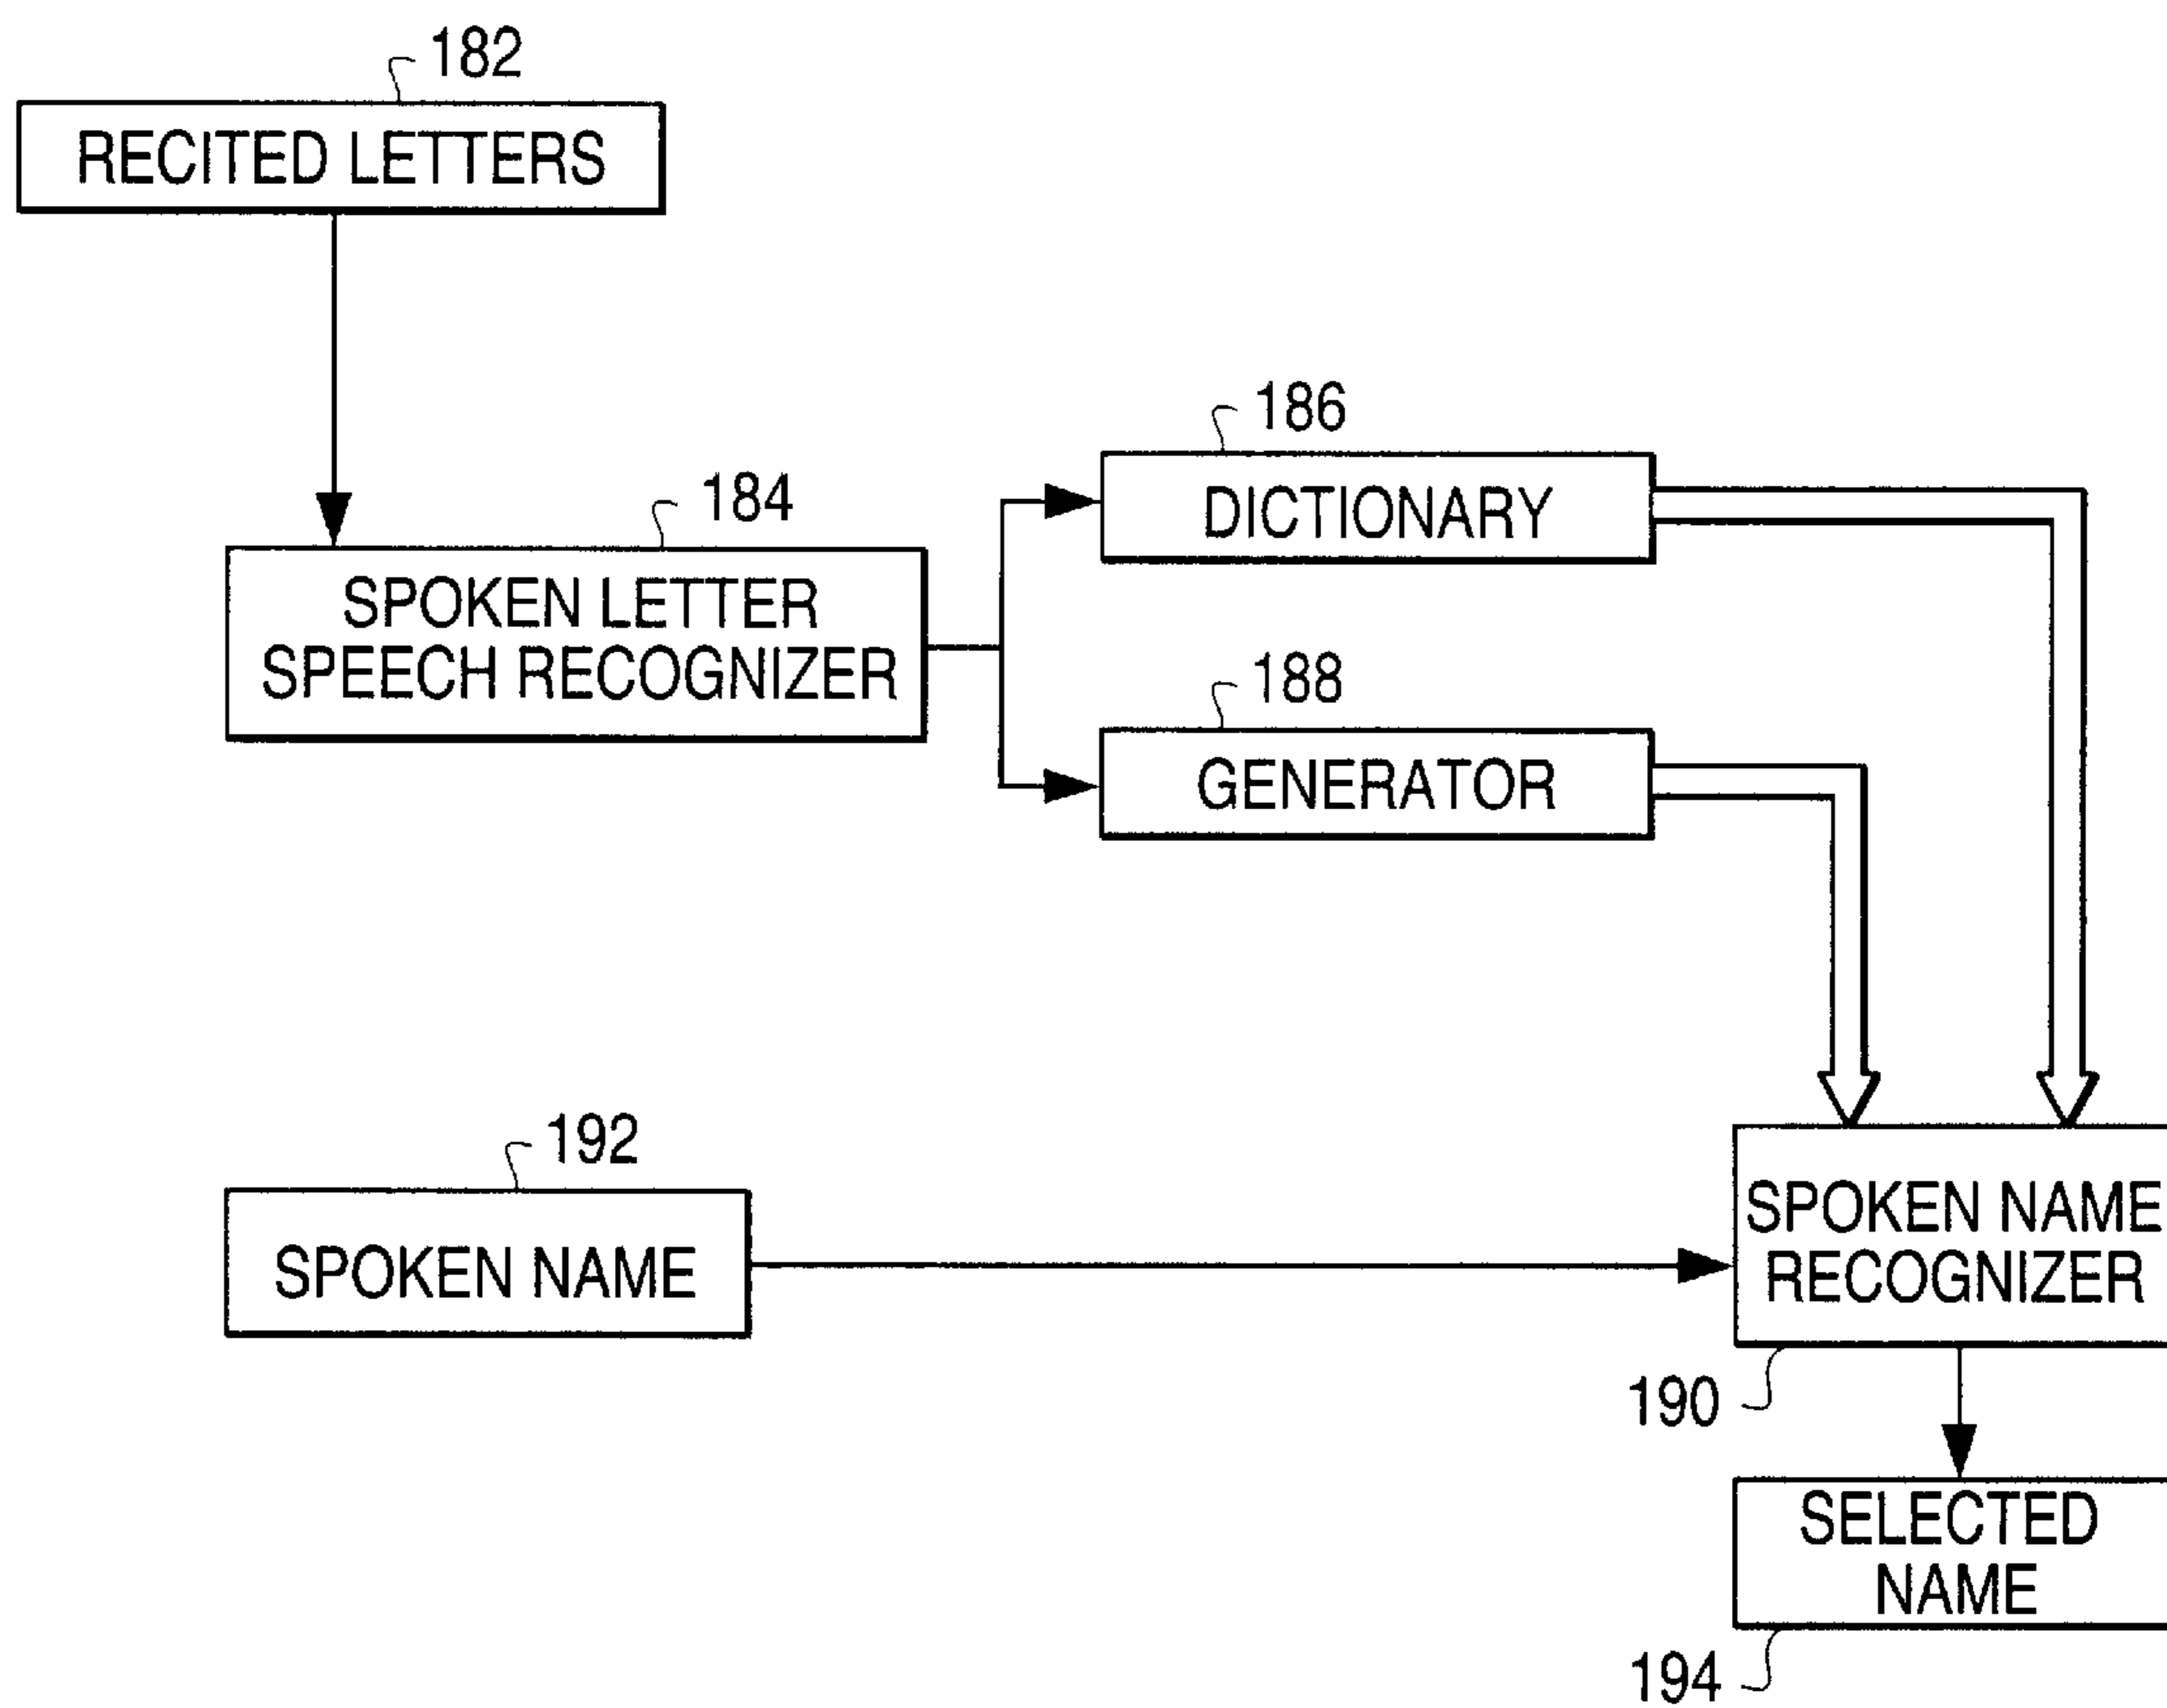 182
RECITED LETTERS
184
SPOKEN LETTER
SPEECH RECOGNIZER
186
DICTIONARY
188
GENERATOR
192
SPOKEN NAME
SPOKEN NAME
RECOGNIZER
190
SELECTED
NAME
194